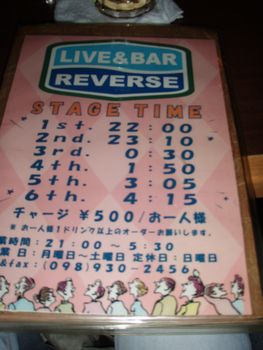 LIVE&BAR
REVERSE
STAGE TIME
1st. 22:00
2nd. 23:10
3rd. 0:30
4th. 1:50
5th. 3:05
6th. 4:15
チャージ ¥500/お一人様
※お一人様1ドリンク以上のオーダーお願いします。
業時間:21:00~5:30
業日:月曜日~土曜日 定休日:日曜日
&fax:(098)930-2456